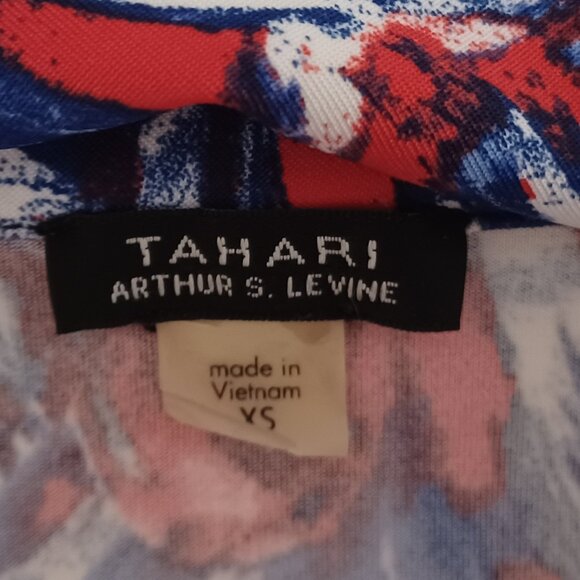 TAHARI
ARTHUR S. LEVINE
made in
Vietnam
XS